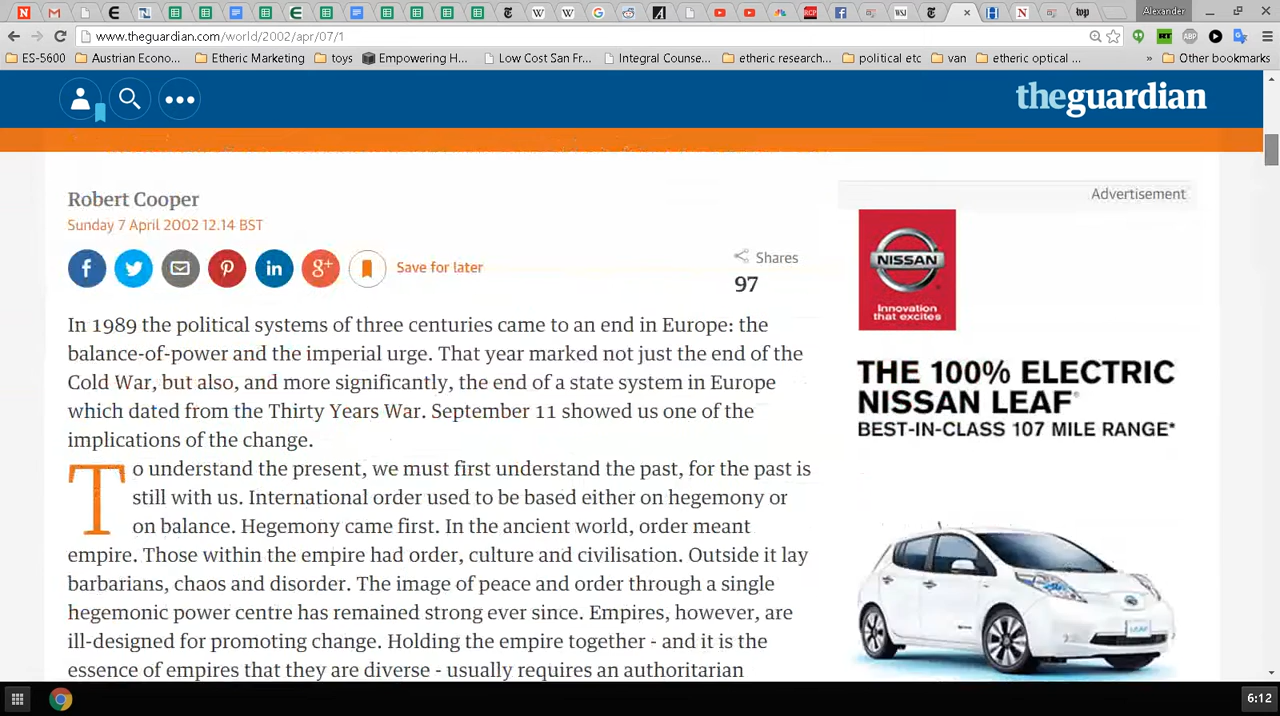 Alexander
www.theguardian.com/world/2002/apr/07/1
ES-5600
Austrian Econo...
Etheric Marketing
toys
Empowering H...
Low Cost San Fr...
Integral Counse...
etheric research...
political etc
van
etheric optical ...
»
Other bookmarks
theguardian
Robert Cooper
Sunday 7 April 2002 12.14 BST
Save for later
Shares
97
In 1989 the political systems of three centuries came to an end in Europe: the
balance-of-power and the imperial urge. That year marked not just the end of the
Cold War, but also, and more significantly, the end of a state system in Europe
which dated from the Thirty Years War. September 11 showed us one of the
implications of the change.
To understand the present, we must first understand the past, for the past is
still with us. International order used to be based either on hegemony or
on balance. Hegemony came first. In the ancient world, order meant
empire. Those within the empire had order, culture and civilisation. Outside it lay
barbarians, chaos and disorder. The image of peace and order through a single
hegemonic power centre has remained strong ever since. Empires, however, are
ill-designed for promoting change. Holding the empire together - and it is the
essence of empires that they are diverse - usually requires an authoritarian
Advertisement
NISSAN
Innovation
that excites
THE 100% ELECTRIC
NISSAN LEAF®
BEST-IN-CLASS 107 MILE RANGE*
LEAF
6:12